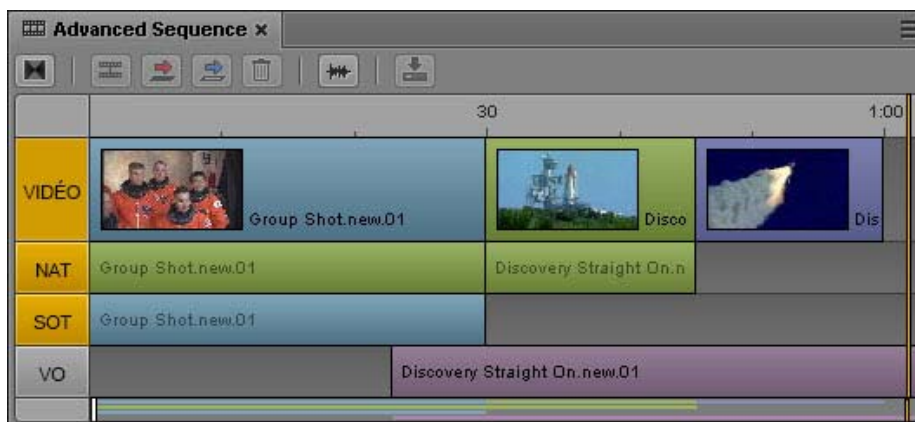 Advanced Sequence ×
30 1:00
VIDÉO Group Shot.new.01 Disco Dis
NAT Group Shot.new.01 Discovery Straight On.n
SOT Group Shot.new.01
VO Discovery Straight On.new.01